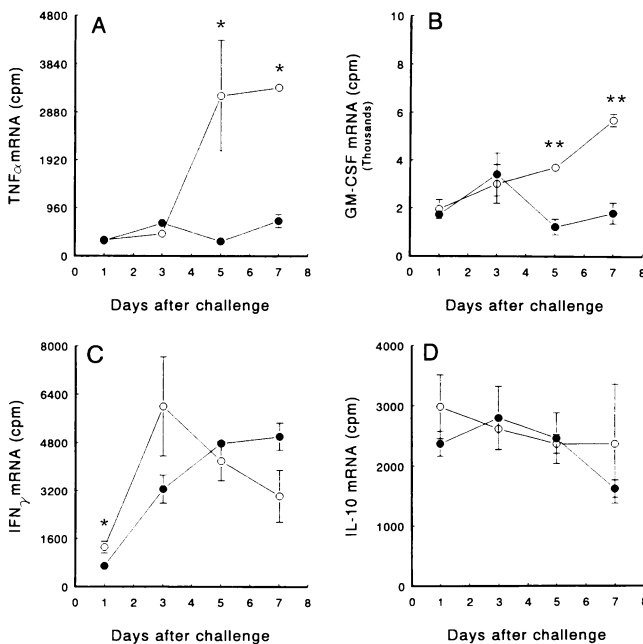 A
TNFα mRNA (cpm)
4800
3840
2880
1920
960
0
*
*
0 1 2 3 4 5 6 7 8
Days after challenge
B
GM-CSF mRNA (cpm)
(Thousands)
10
8
6
4
2
0
**
**
0 1 2 3 4 5 6 7 8
Days after challenge
C
IFNγ mRNA (cpm)
8000
6400
4800
3200
1600
0
*
0 1 2 3 4 5 6 7 8
Days after challenge
D
IL-10 mRNA (cpm)
4000
3000
2000
1000
0
0 1 2 3 4 5 6 7 8
Days after challenge